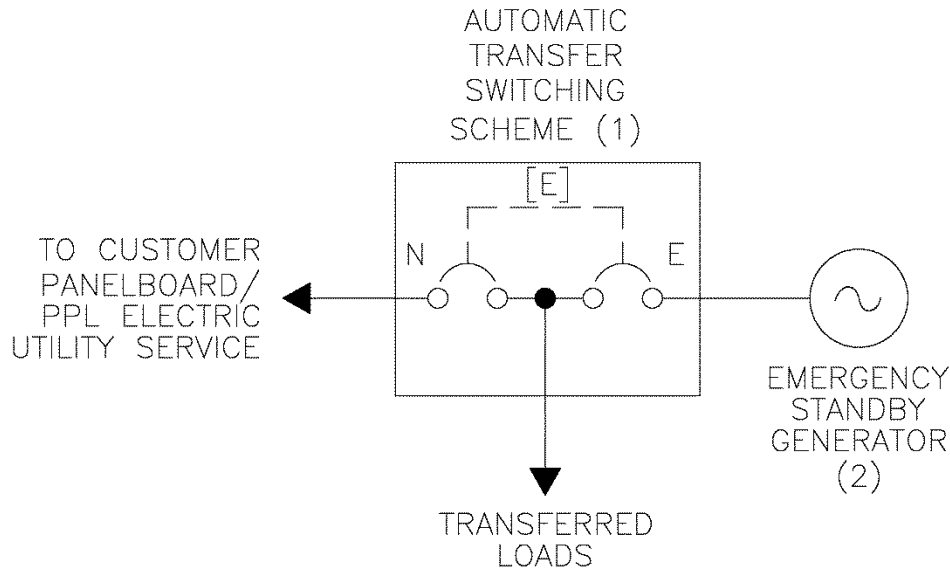 AUTOMATIC
TRANSFER
SWITCHING
SCHEME (1)
[E]
N
E
TO CUSTOMER
PANELBOARD/
PPL ELECTRIC
UTILITY SERVICE
EMERGENCY
STANDBY
GENERATOR
(2)
TRANSFERRED
LOADS